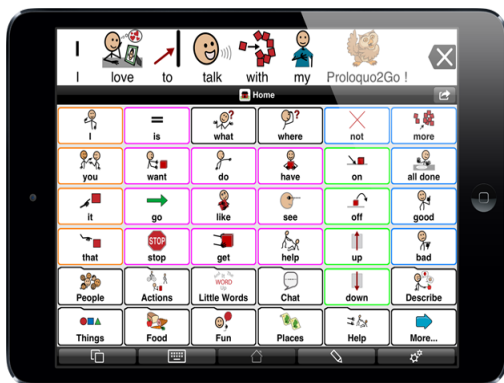 I love to talk with my Proloquo2Go !
Home
I is what where not more
you want do have on all done
it go like see off good
that STOP stop get help up bad
People Actions WORD Up Little Words Chat down Describe
Things Food Fun Places Help More...